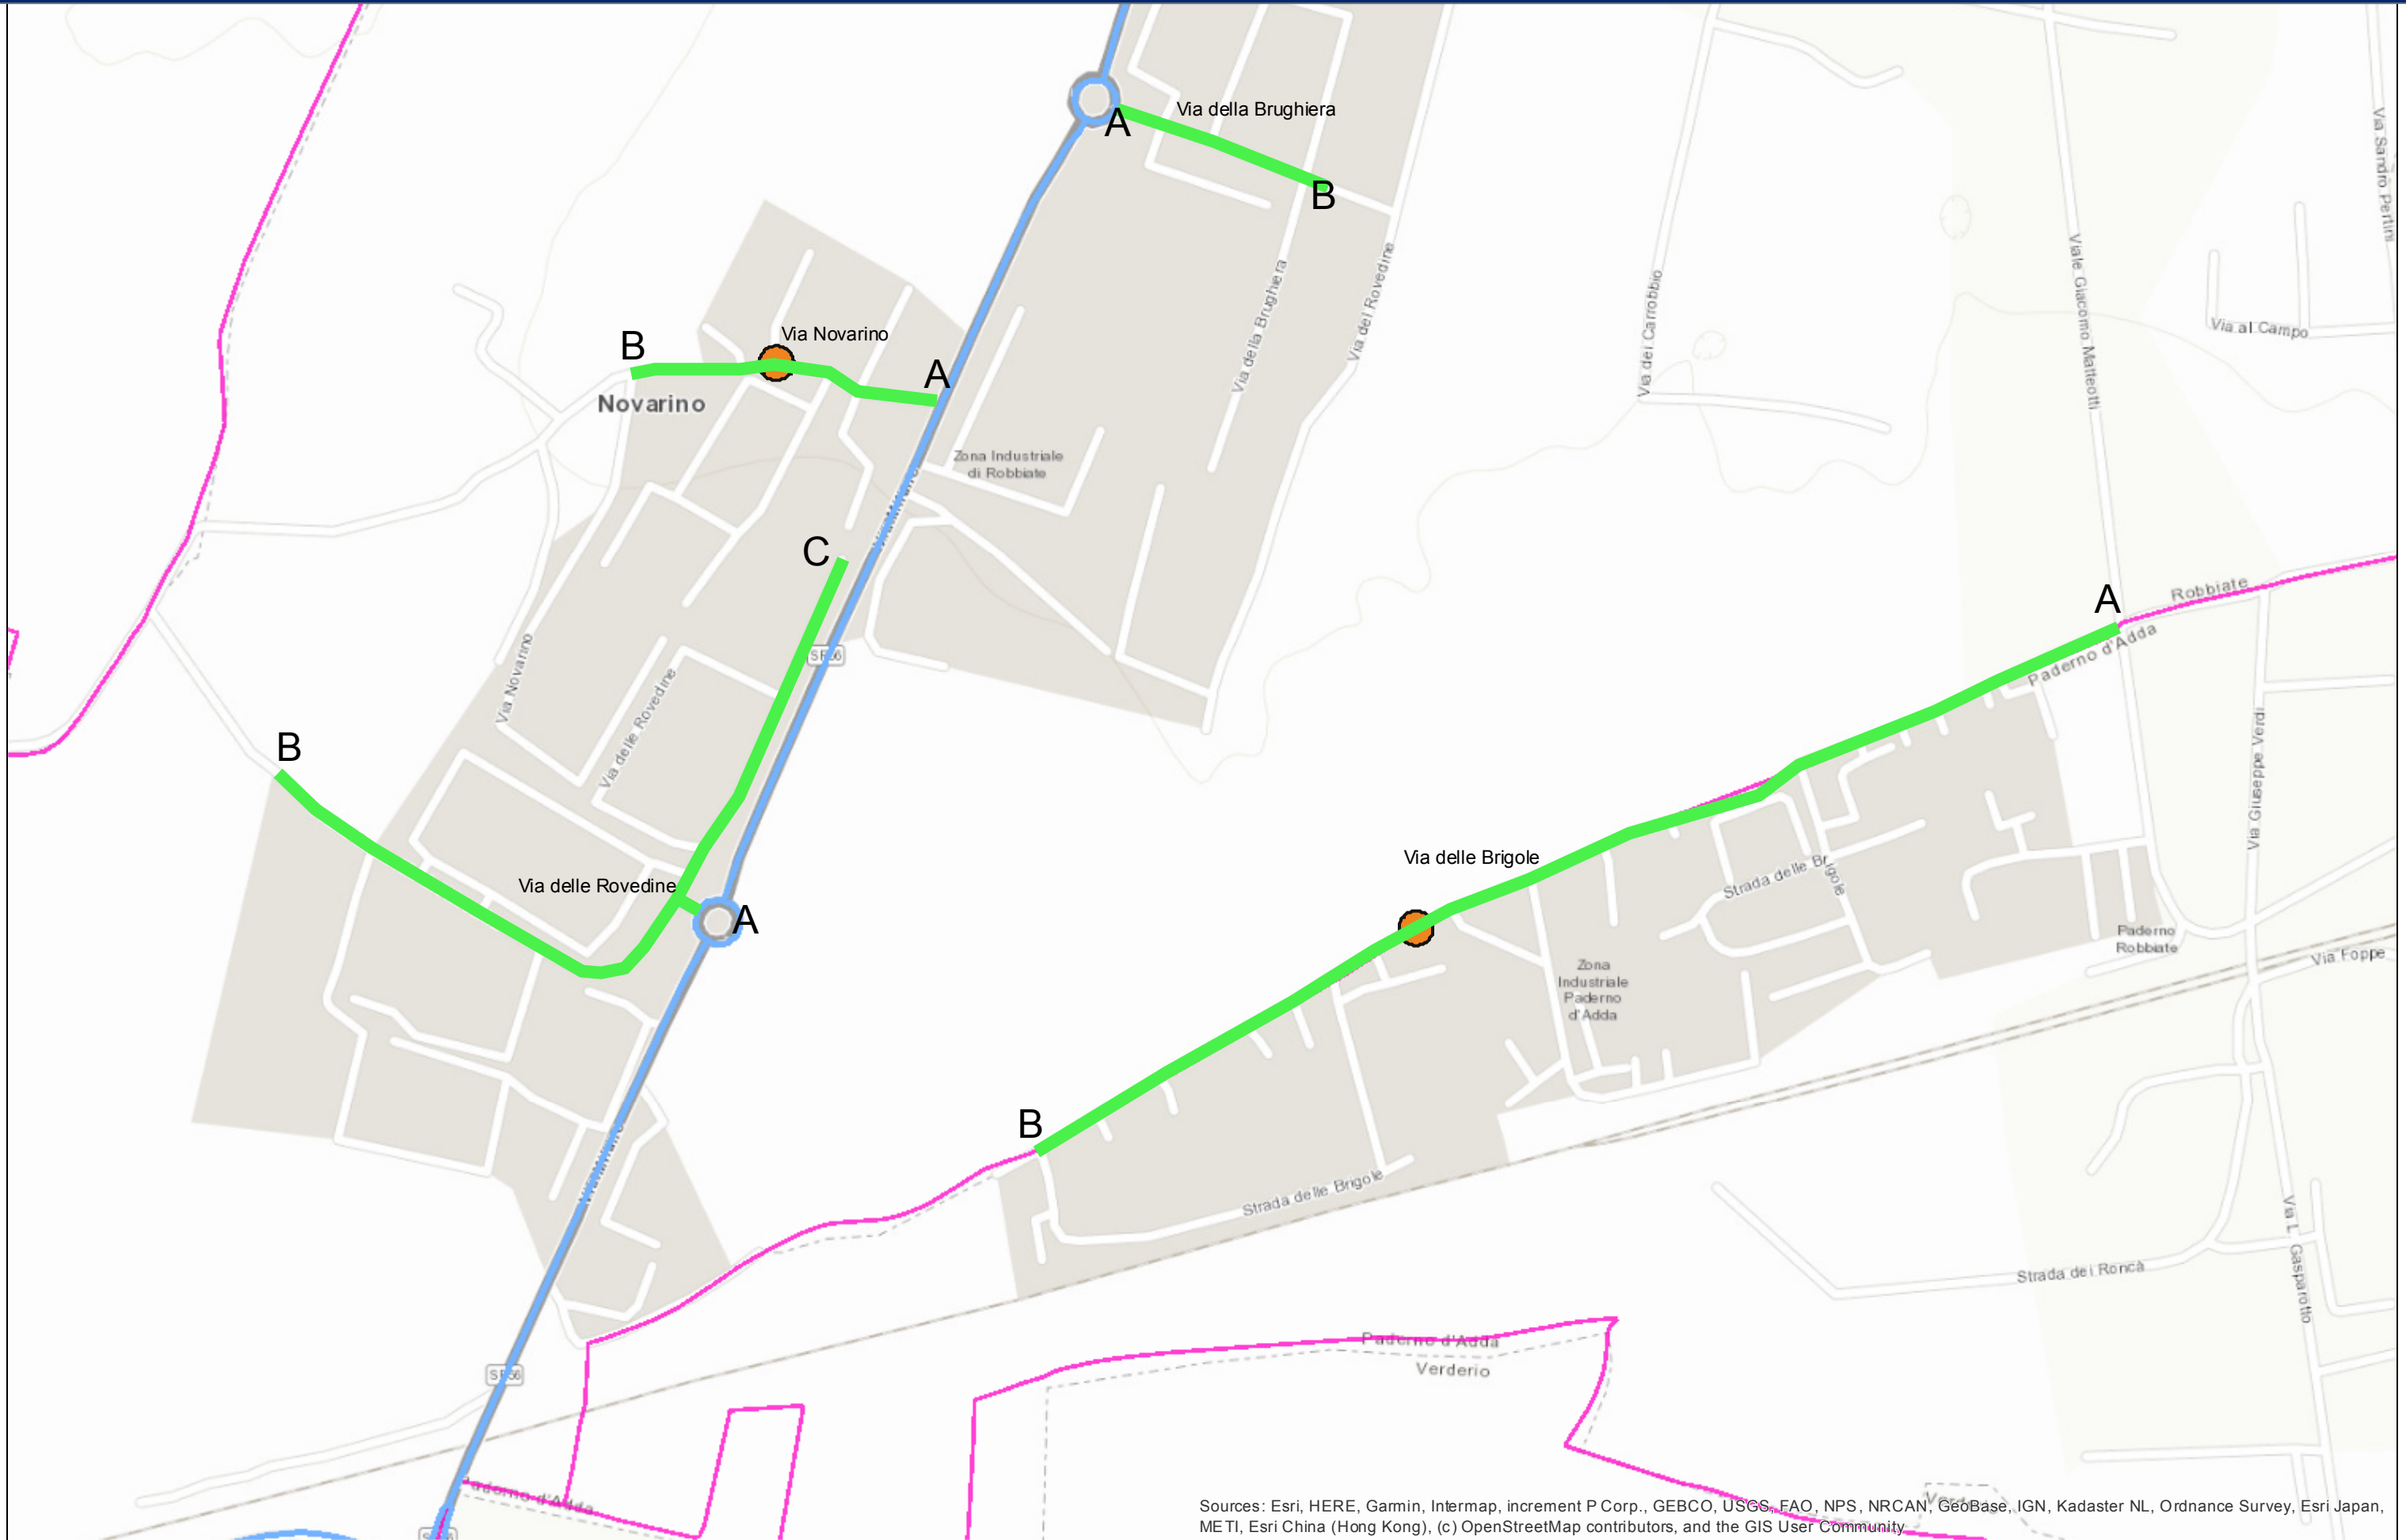 Via della Brughiera
A
B
Via Sandro Pertini
Viale Giacomo Matteotti
Via della Brughiera
Via dei Rovedine
Via dei Carrobbio
Via al Campo
Via Novarino
B
A
Novarino
Zona Industriale
di Robbiate
C
A
Robbiate
Paderno d'Adda
Via Novarino
Via delle Rovedine
B
Via Giuseppe Verdi
Via delle Rovedine
A
Via delle Brigole
Strada delle Brigole
Paderno
Robbiate
Via Foppe
Zona
Industriale
Paderno
d'Adda
B
Strada delle Brigole
Strada dei Roncà
Via L. Gasparotto
Paderno d'Adda
Verderio
Sources: Esri, HERE, Garmin, Intermap, increment P Corp., GEBCO, USGS, FAO, NPS, NRCAN, GeoBase, IGN, Kadaster NL, Ordnance Survey, Esri Japan,
METI, Esri China (Hong Kong), (c) OpenStreetMap contributors, and the GIS User Community